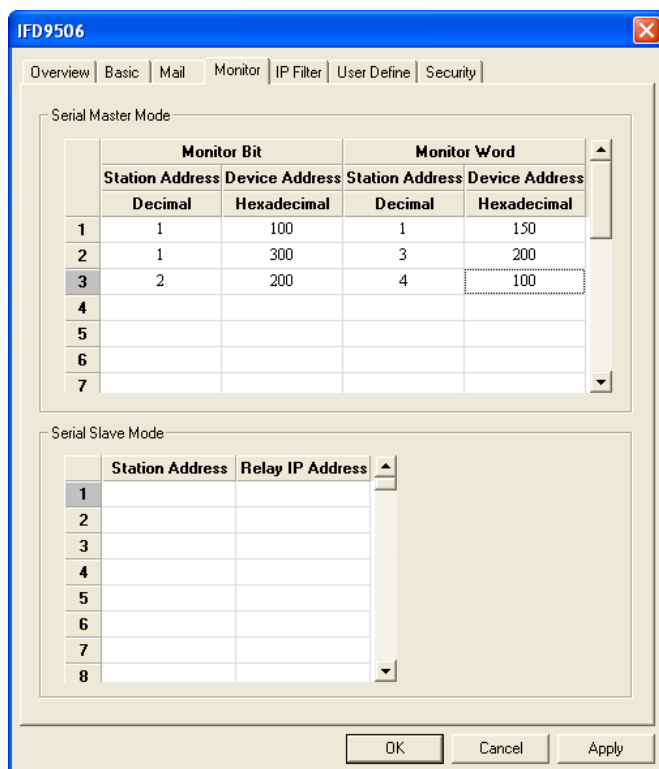 IFD9506
Overview Basic Mail Monitor IP Filter User Define Security
Serial Master Mode
Monitor Bit Monitor Word
Station Address Device Address Station Address Device Address
Decimal Hexadecimal Decimal Hexadecimal
1 1 100 1 150
2 1 300 3 200
3 2 200 4 100
4
5
6
7
Serial Slave Mode
Station Address Relay IP Address
1
2
3
4
5
6
7
8
OK Cancel Apply